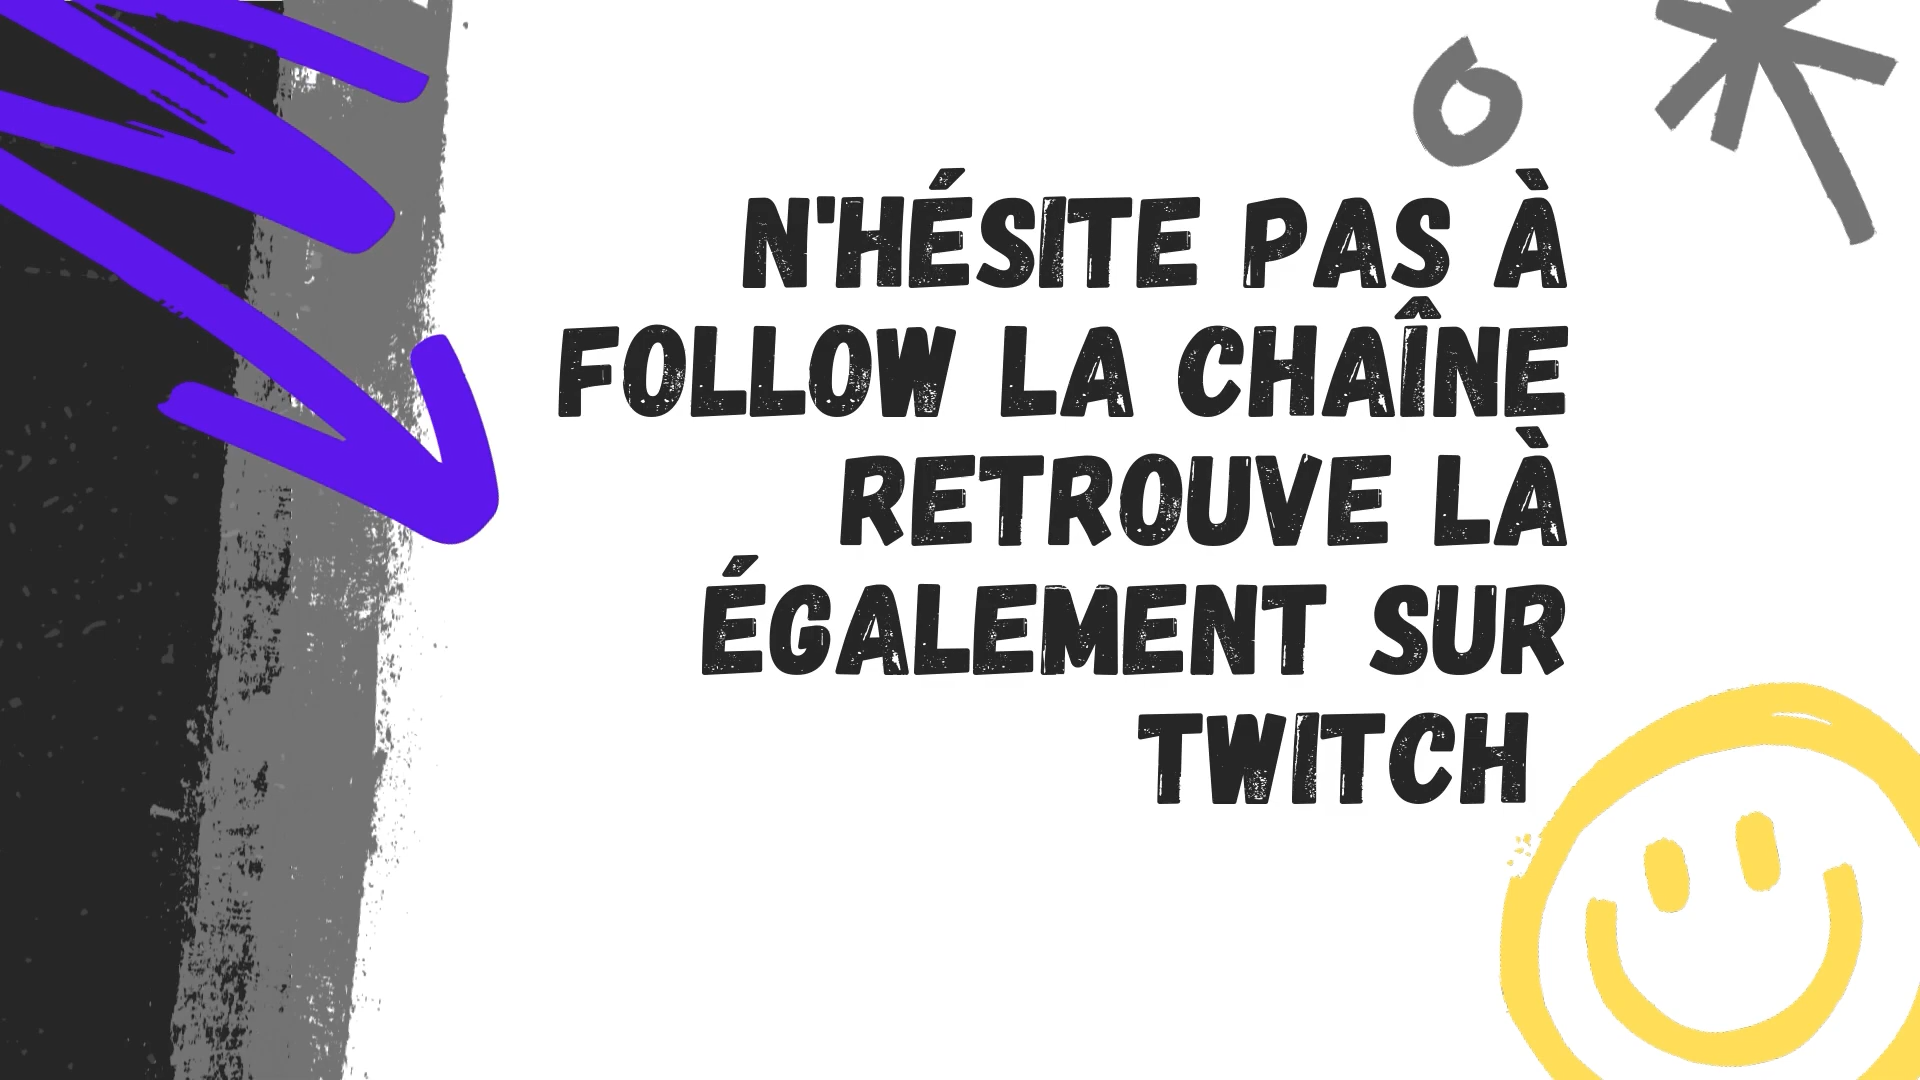 N'HÉSITE PAS À
FOLLOW LA CHAÎNE
RETROUVE LÀ
ÉGALEMENT SUR
TWITCH